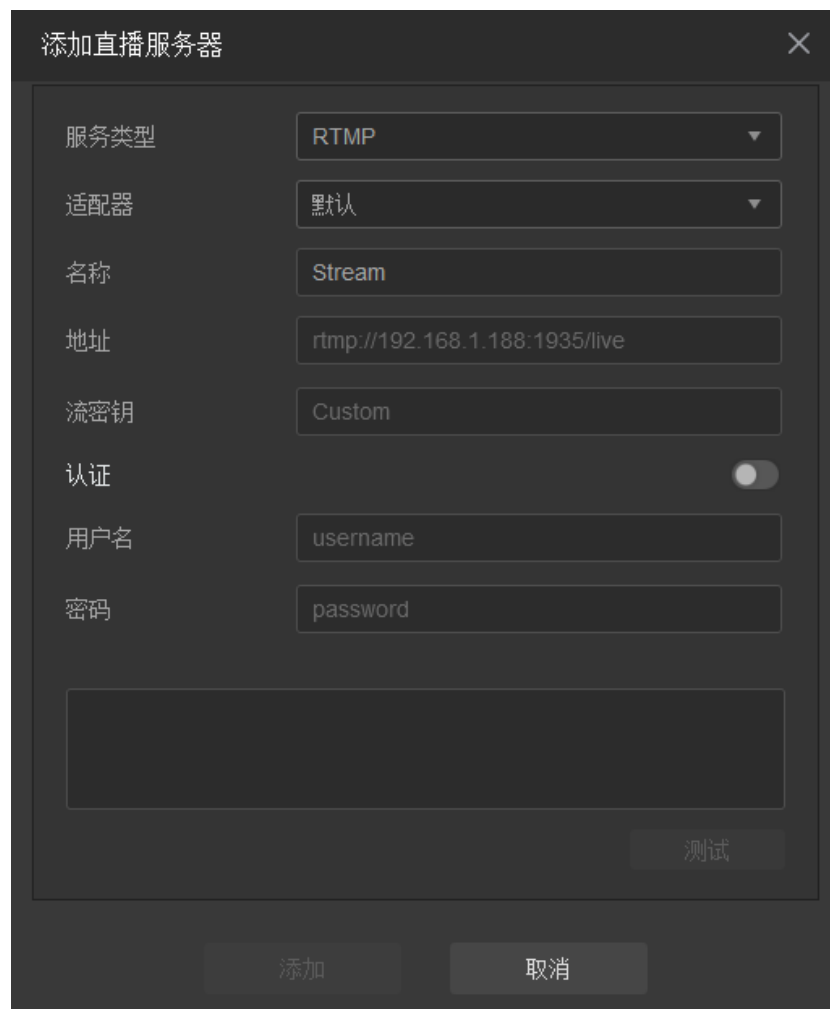 添加直播服务器
服务类型 RTMP
适配器 默认
名称 Stream
地址 rtmp://192.168.1.188:1935/live
流密钥 Custom
认证
用户名 username
密码 password
测试
添加 取消